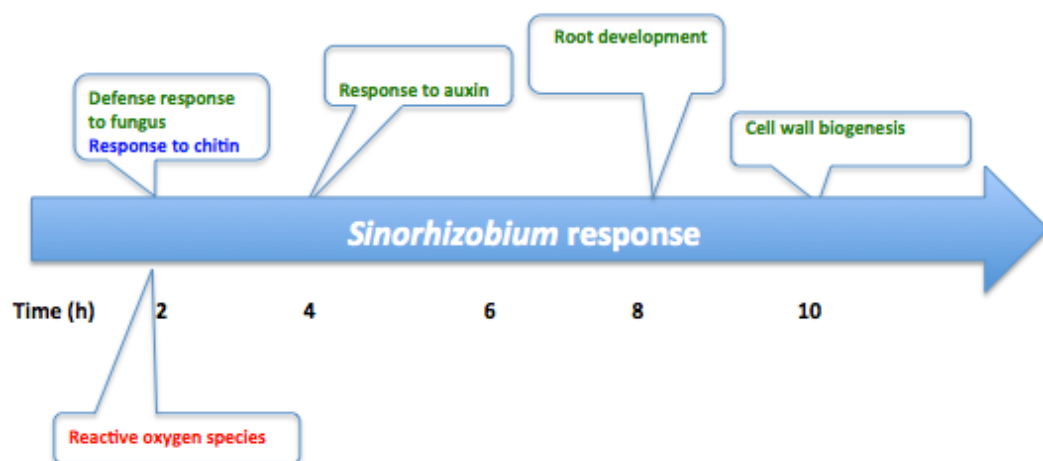 Root development
Response to auxin
Defense response
to fungus
Response to chitin
Cell wall biogenesis
Sinorhizobium response
Time (h) 2 4 6 8 10
Reactive oxygen species